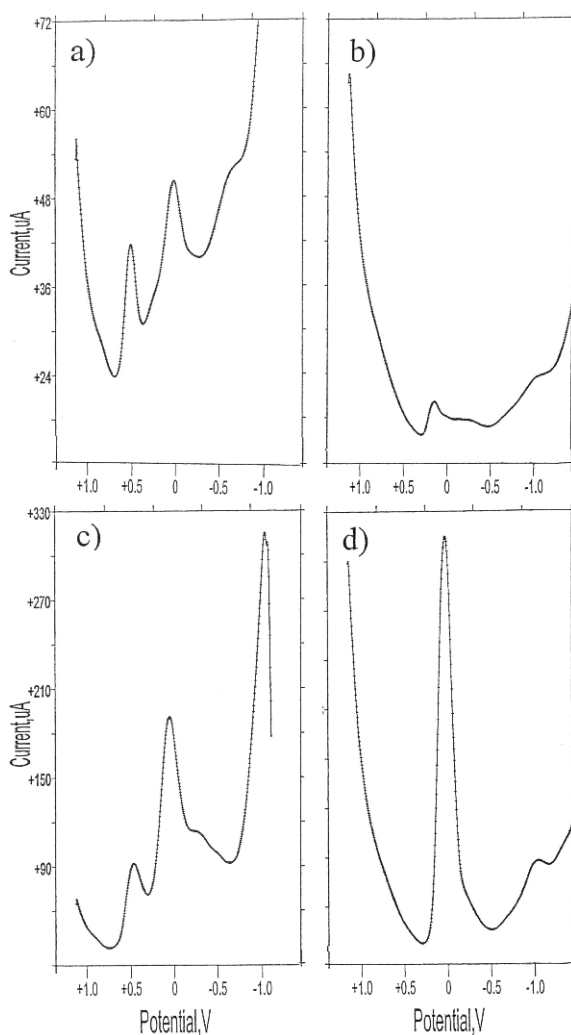 a)
b)
+72
+60
+48
+36
+24
Current,uA
+1.0 +0.5 0 -0.5 -1.0
+1.0 +0.5 0 -0.5 -1.0
c)
d)
+330
+270
+210
+150
+90
Current,uA
+1.0 +0.5 0 -0.5 -1.0
+1.0 +0.5 0 -0.5 -1.0
Potential,V
Potential,V